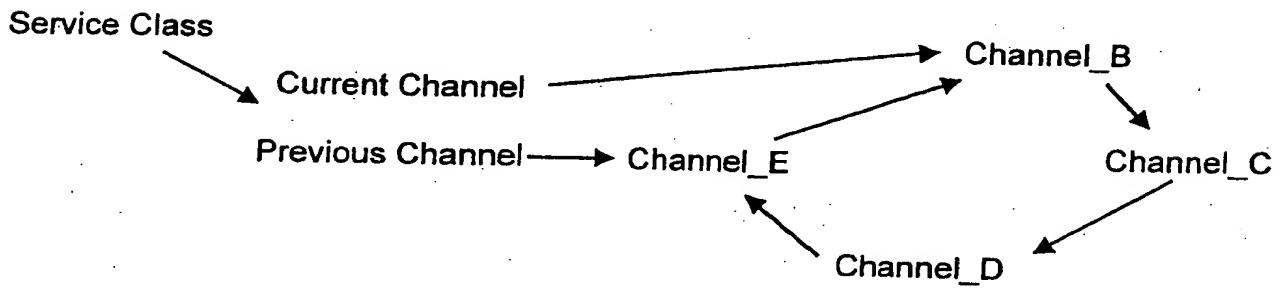 Service Class
Channel_B
Current Channel
Previous Channel
Channel_E
Channel_C
Channel_D